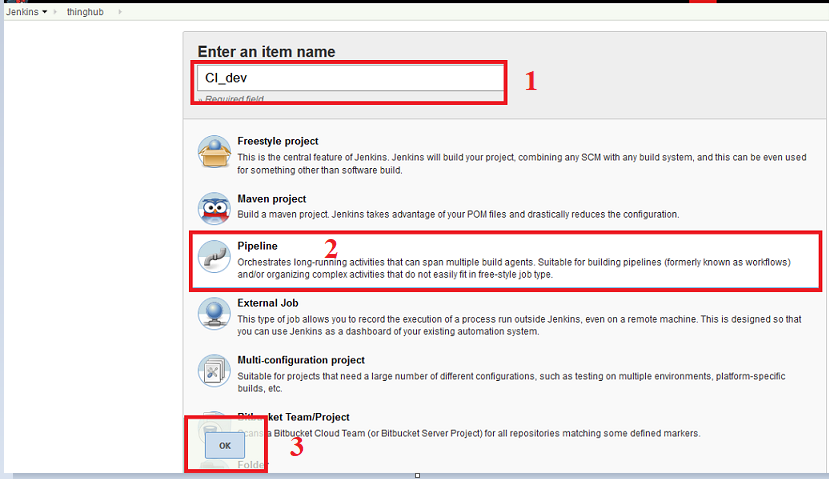 Jenkins thinghub
Enter an item name
CI_dev
1
» Required field
Freestyle project
This is the central feature of Jenkins. Jenkins will build your project, combining any SCM with any build system, and this can be even used
for something other than software build.
Maven project
Build a maven project. Jenkins takes advantage of your POM files and drastically reduces the configuration.
Pipeline
2
Orchestrates long-running activities that can span multiple build agents. Suitable for building pipelines (formerly known as workflows)
and/or organizing complex activities that do not easily fit in free-style job type.
External Job
This type of job allows you to record the execution of a process run outside Jenkins, even on a remote machine. This is designed so that
you can use Jenkins as a dashboard of your existing automation system.
Multi-configuration project
Suitable for projects that need a large number of different configurations, such as testing on multiple environments, platform-specific
builds, etc.
Bitbucket Team/Project
Scans a Bitbucket Cloud Team (or Bitbucket Server Project) for all repositories matching some defined markers.
OK
3
Folder